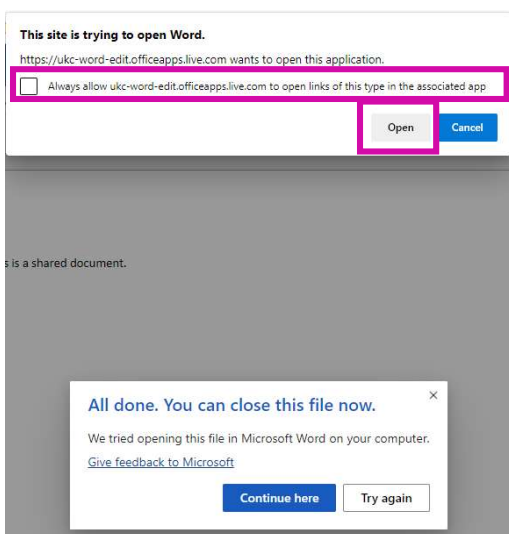 This site is trying to open Word.
https://ukc-word-edit.officeapps.live.com wants to open this application.
Always allow ukc-word-edit.officeapps.live.com to open links of this type in the associated app
Open Cancel
s is a shared document.
All done. You can close this file now.
We tried opening this file in Microsoft Word on your computer.
Give feedback to Microsoft
Continue here Try again